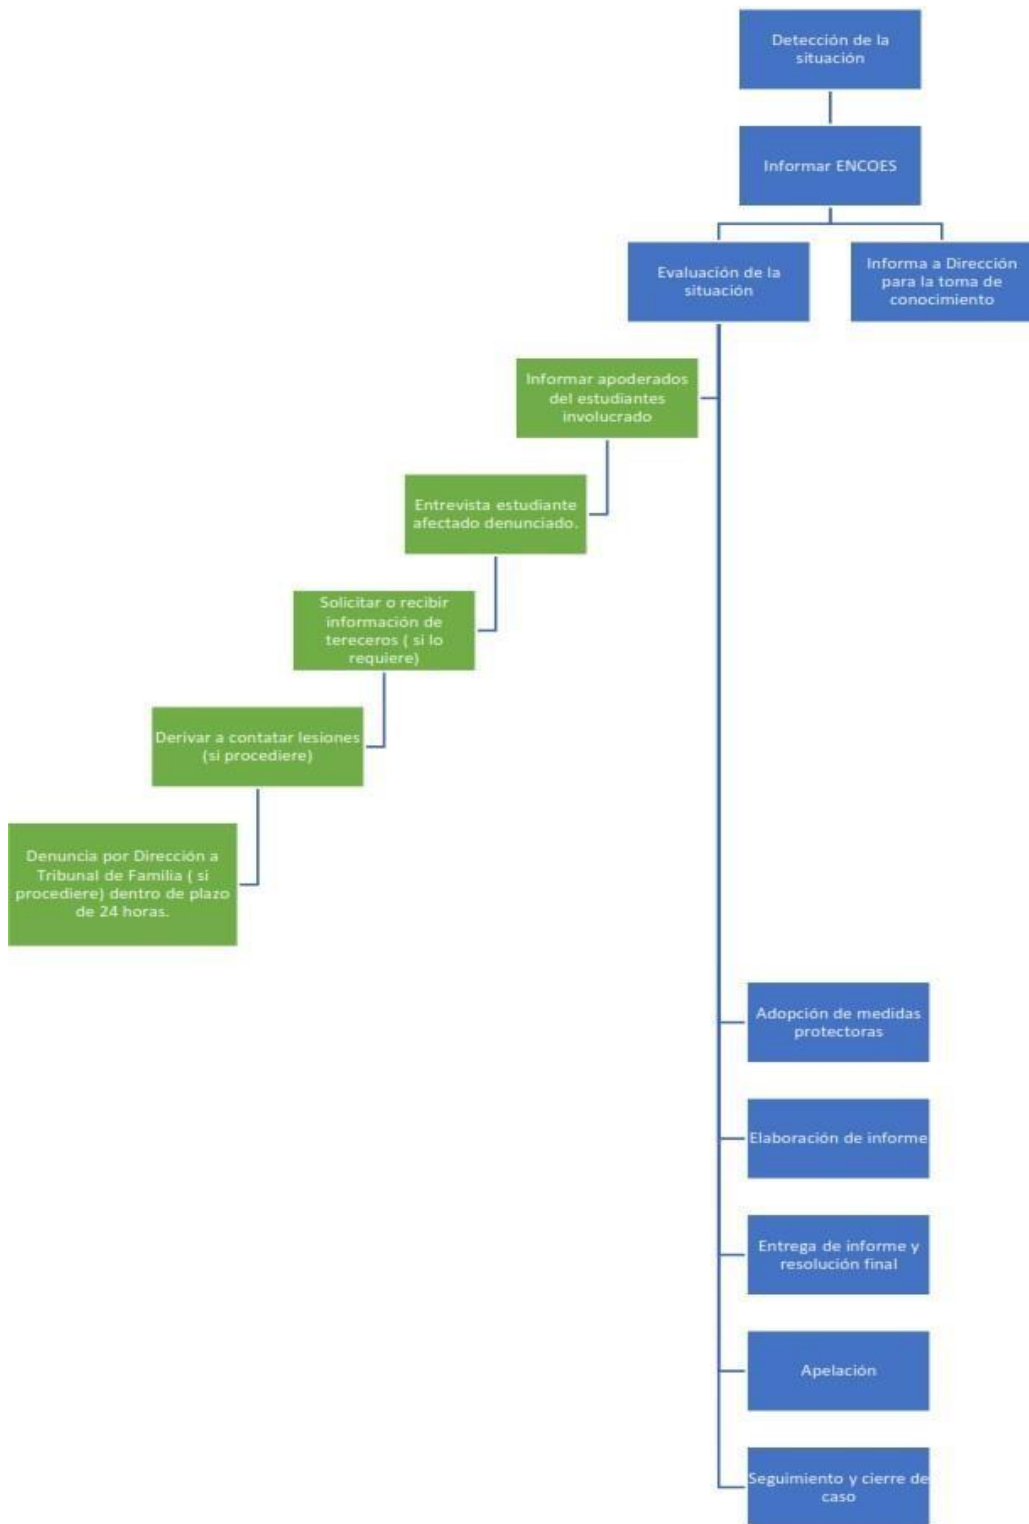 Detección de la
situación
Informar ENCOES
Evaluación de la
situación
Informa a Dirección
para la toma de
conocimiento
Informar apoderados
del estudiantes
involucrado
Entrevista estudiante
afectado denunciado.
Solicitar o recibir
información de
tereceros ( si lo
requiere)
Derivar a contatar lesiones
(si procediere)
Denuncia por Dirección a
Tribunal de Familia ( si
procediere) dentro de plazo
de 24 horas.
Adopción de medidas
protectoras
Elaboración de informe
Entrega de informe y
resolución final
Apelación
Seguimiento y cierre de
caso